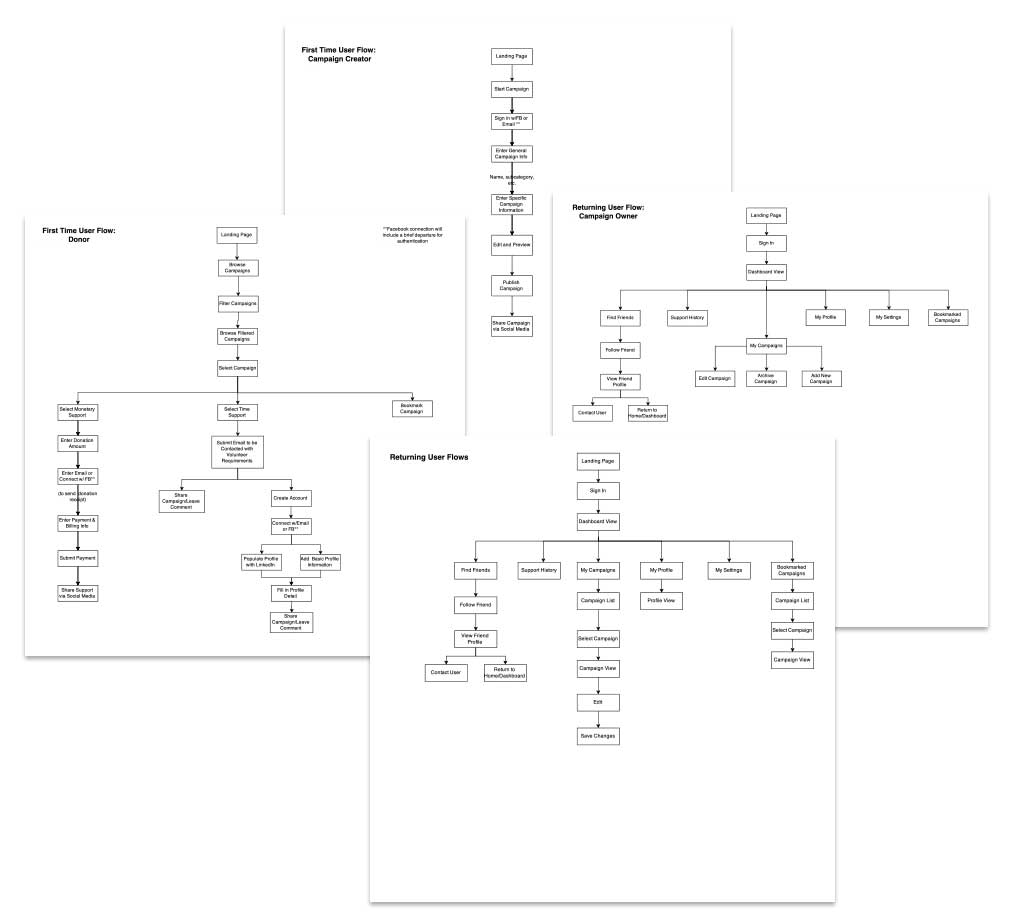 First Time User Flow:
Campaign Creator
Landing Page
Start Campaign
Sign in w/FB or
Email **
Enter General
Campaign Info
Name, subcategory,
etc.
Enter Specific
Campaign
Information
Edit and Preview
Publish
Campaign
Share Campaign
via Social Media
First Time User Flow:
Donor
**Facebook connection will
include a brief departure for
authentication
Landing Page
Browse
Campaigns
Filter Campaigns
Browse Filtered
Campaigns
Select Campaign
Select Monetary
Support
Select Time
Support
Bookmark
Campaign
Enter Donation
Amount
Submit Email to be
Contacted with
Volunteer
Requirements
Enter Email or
Connect w/ FB**
(to send donation
receipt)
Share
Campaign/Leave
Comment
Create Account
Enter Payment &
Billing Info
Connect w/Email
or FB**
Submit Payment
Populate Profile
with LinkedIn
Add Basic Profile
Information
Share Support
via Social Media
Fill in Profile
Detail
Share
Campaign/Leave
Comment
Returning User Flow:
Campaign Owner
Landing Page
Sign In
Dashboard View
Find Friends
Support History
My Profile
My Settings
Bookmarked
Campaigns
Follow Friend
My Campaigns
View Friend
Profile
Edit Campaign
Archive
Campaign
Add New
Campaign
Contact User
Return to
Home/Dashboard
Returning User Flows
Landing Page
Sign In
Dashboard View
Find Friends
Support History
My Campaigns
My Profile
My Settings
Bookmarked
Campaigns
Follow Friend
Campaign List
Profile View
Campaign List
View Friend
Profile
Select Campaign
Select Campaign
Contact User
Return to
Home/Dashboard
Campaign View
Campaign View
Edit
Save Changes